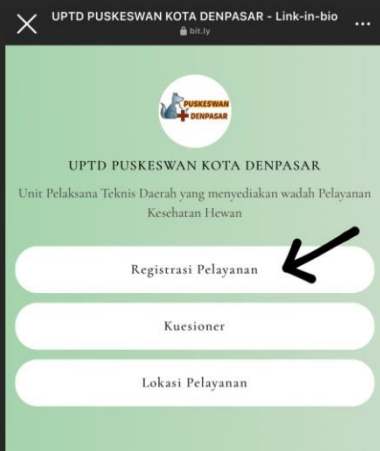 UPTD PUSKESWAN KOTA DENPASAR - Link-in-bio
bit.ly
PUSKESWAN
DENPASAR
UPTD PUSKESWAN KOTA DENPASAR
Unit Pelaksana Teknis Daerah yang menyediakan wadah Pelayanan
Kesehatan Hewan
Registrasi Pelayanan
Kuesioner
Lokasi Pelayanan